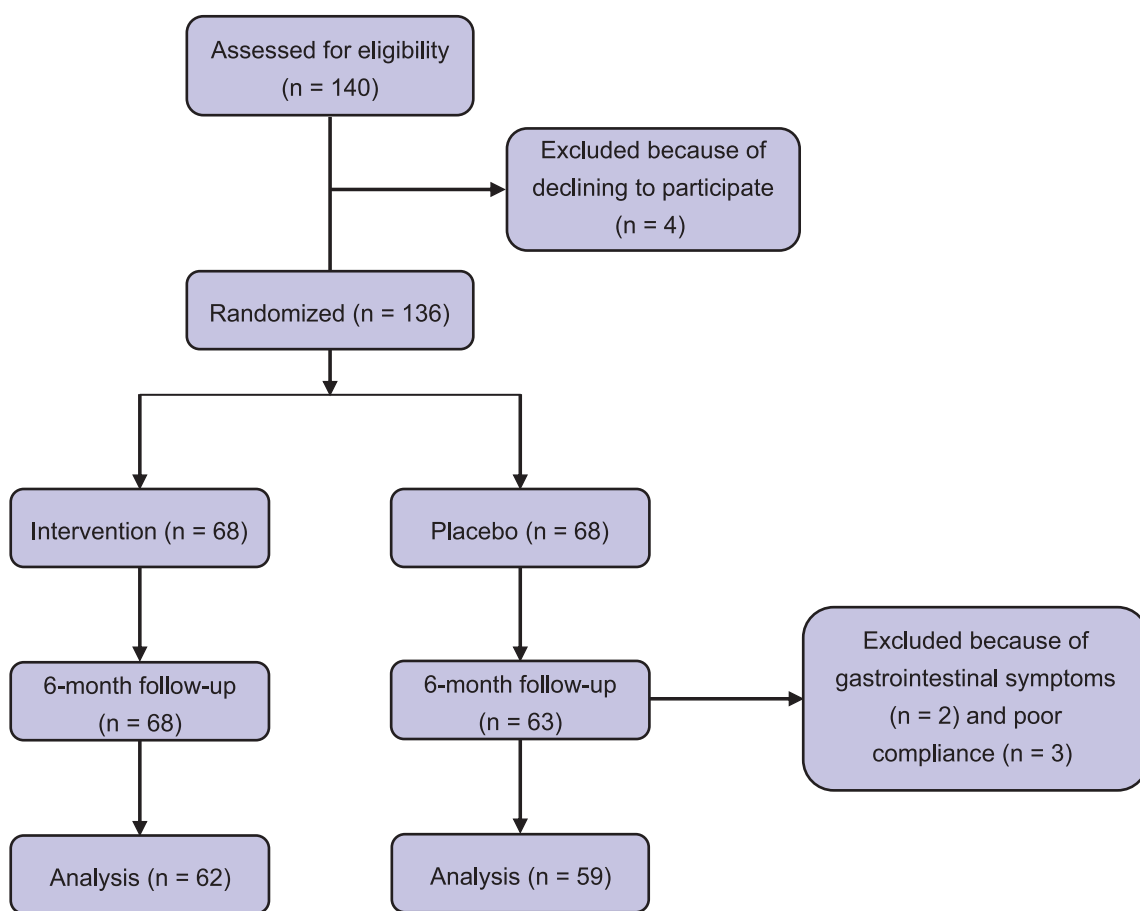 Assessed for eligibility
(n = 140)
Excluded because of
declining to participate
(n = 4)
Randomized (n = 136)
Intervention (n = 68)
Placebo (n = 68)
6-month follow-up
(n = 68)
6-month follow-up
(n = 63)
Excluded because of
gastrointestinal symptoms
(n = 2) and poor
compliance (n = 3)
Analysis (n = 62)
Analysis (n = 59)